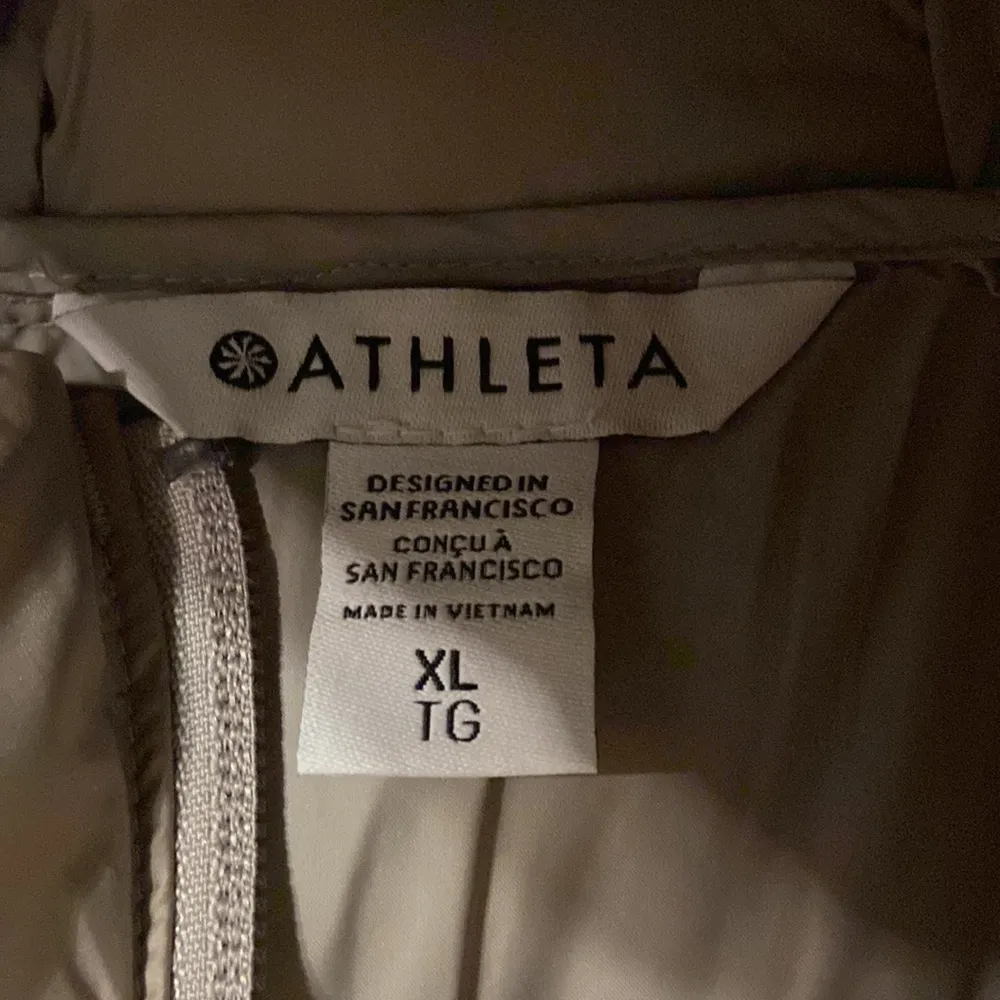 ATHLETA
DESIGNED IN
SAN FRANCISCO
CONÇU À
SAN FRANCISCO
MADE IN VIETNAM
XL
TG